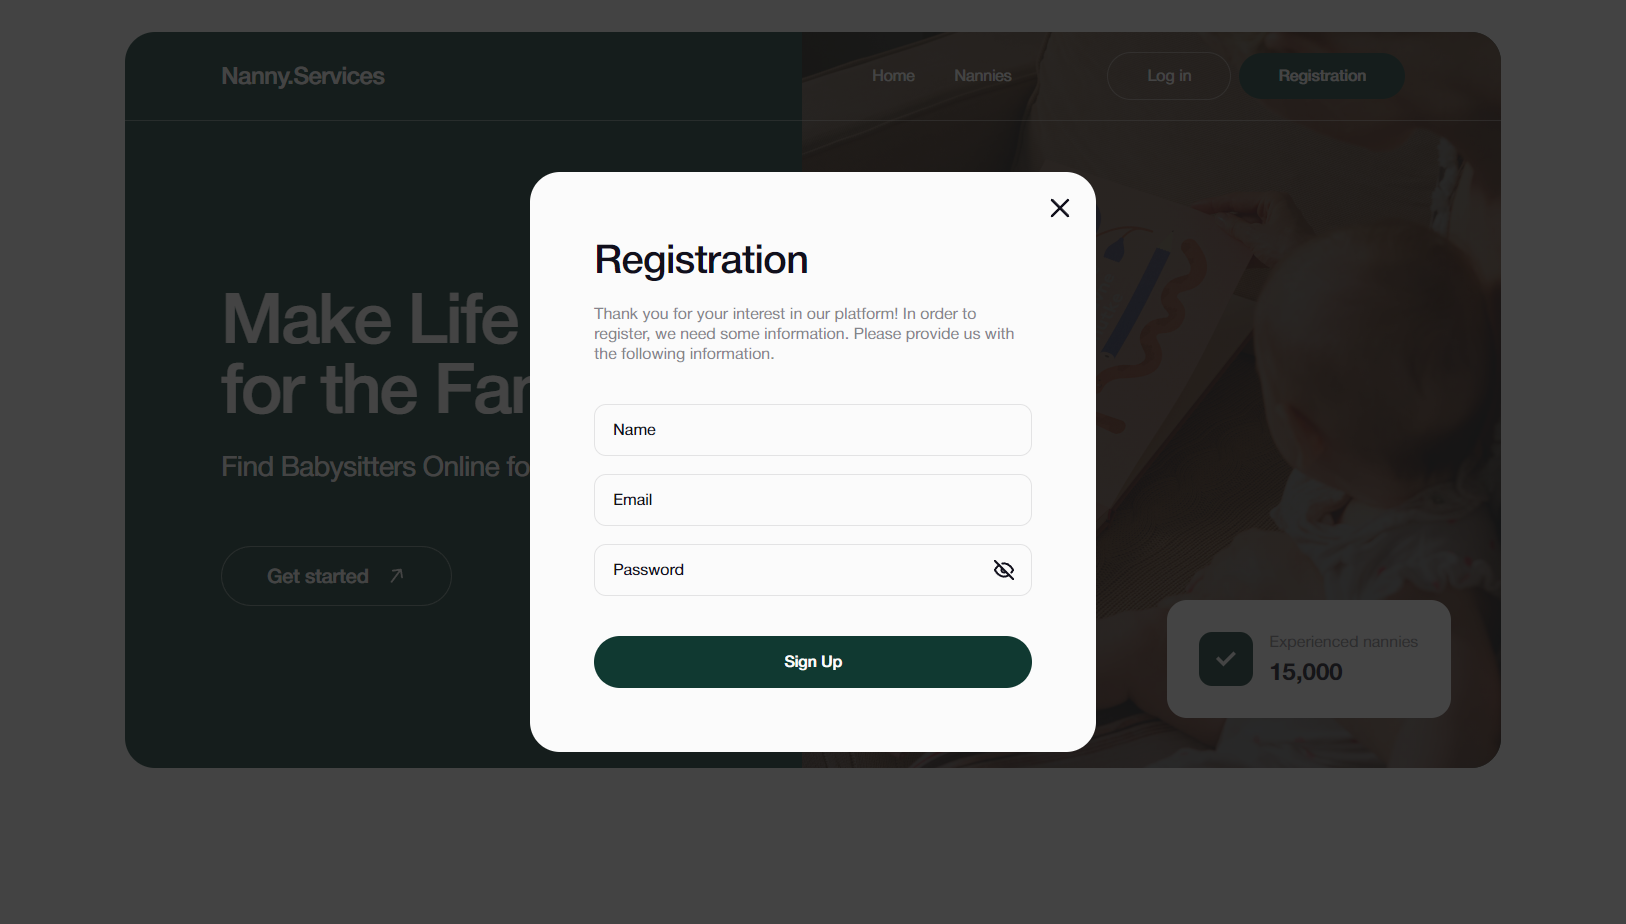 Nanny.Services
Home
Nannies
Log in
Registration
Make Life
for the
Find Babysitters Online
Get started
Registration
Thank you for your interest in our platform! In order to
register, we need some information. Please provide us with
the following information.
Name
Email
Password
Sign Up
Experienced nannies
15,000